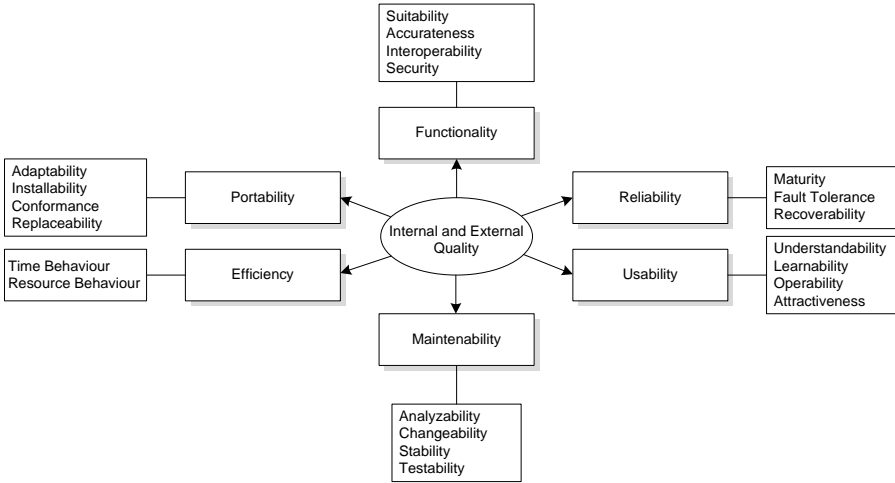 Suitability
Accurateness
Interoperability
Security
Functionality
Adaptability
Installability
Conformance
Replaceability
Portability
Internal and External
Quality
Reliability
Maturity
Fault Tolerance
Recoverability
Time Behaviour
Resource Behaviour
Efficiency
Usability
Understandability
Learnability
Operability
Attractiveness
Maintenability
Analyzability
Changeability
Stability
Testability